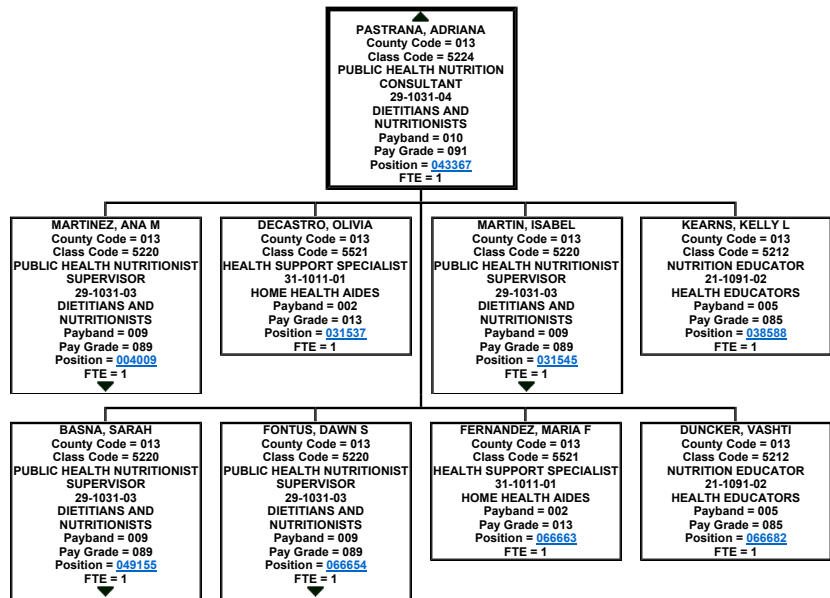 PASTRANA, ADRIANA
County Code = 013
Class Code = 5224
PUBLIC HEALTH NUTRITION
CONSULTANT
29-1031-04
DIETITIANS AND
NUTRITIONISTS
Payband = 010
Pay Grade = 091
Position = 043367
FTE = 1
MARTINEZ, ANA M
County Code = 013
Class Code = 5220
PUBLIC HEALTH NUTRITIONIST
SUPERVISOR
29-1031-03
DIETITIANS AND
NUTRITIONISTS
Payband = 009
Pay Grade = 089
Position = 004009
FTE = 1
DECASTRO, OLIVIA
County Code = 013
Class Code = 5521
HEALTH SUPPORT SPECIALIST
31-1011-01
HOME HEALTH AIDES
Payband = 002
Pay Grade = 013
Position = 031537
FTE = 1
MARTIN, ISABEL
County Code = 013
Class Code = 5220
PUBLIC HEALTH NUTRITIONIST
SUPERVISOR
29-1031-03
DIETITIANS AND
NUTRITIONISTS
Payband = 009
Pay Grade = 089
Position = 031545
FTE = 1
KEARNS, KELLY L
County Code = 013
Class Code = 5212
NUTRITION EDUCATOR
21-1091-02
HEALTH EDUCATORS
Payband = 005
Pay Grade = 085
Position = 038588
FTE = 1
BASNA, SARAH
County Code = 013
Class Code = 5220
PUBLIC HEALTH NUTRITIONIST
SUPERVISOR
29-1031-03
DIETITIANS AND
NUTRITIONISTS
Payband = 009
Pay Grade = 089
Position = 049155
FTE = 1
FONTUS, DAWN S
County Code = 013
Class Code = 5220
PUBLIC HEALTH NUTRITIONIST
SUPERVISOR
29-1031-03
DIETITIANS AND
NUTRITIONISTS
Payband = 009
Pay Grade = 089
Position = 066654
FTE = 1
FERNANDEZ, MARIA F
County Code = 013
Class Code = 5521
HEALTH SUPPORT SPECIALIST
31-1011-01
HOME HEALTH AIDES
Payband = 002
Pay Grade = 013
Position = 066663
FTE = 1
DUNCKER, VASHTI
County Code = 013
Class Code = 5212
NUTRITION EDUCATOR
21-1091-02
HEALTH EDUCATORS
Payband = 005
Pay Grade = 085
Position = 066682
FTE = 1